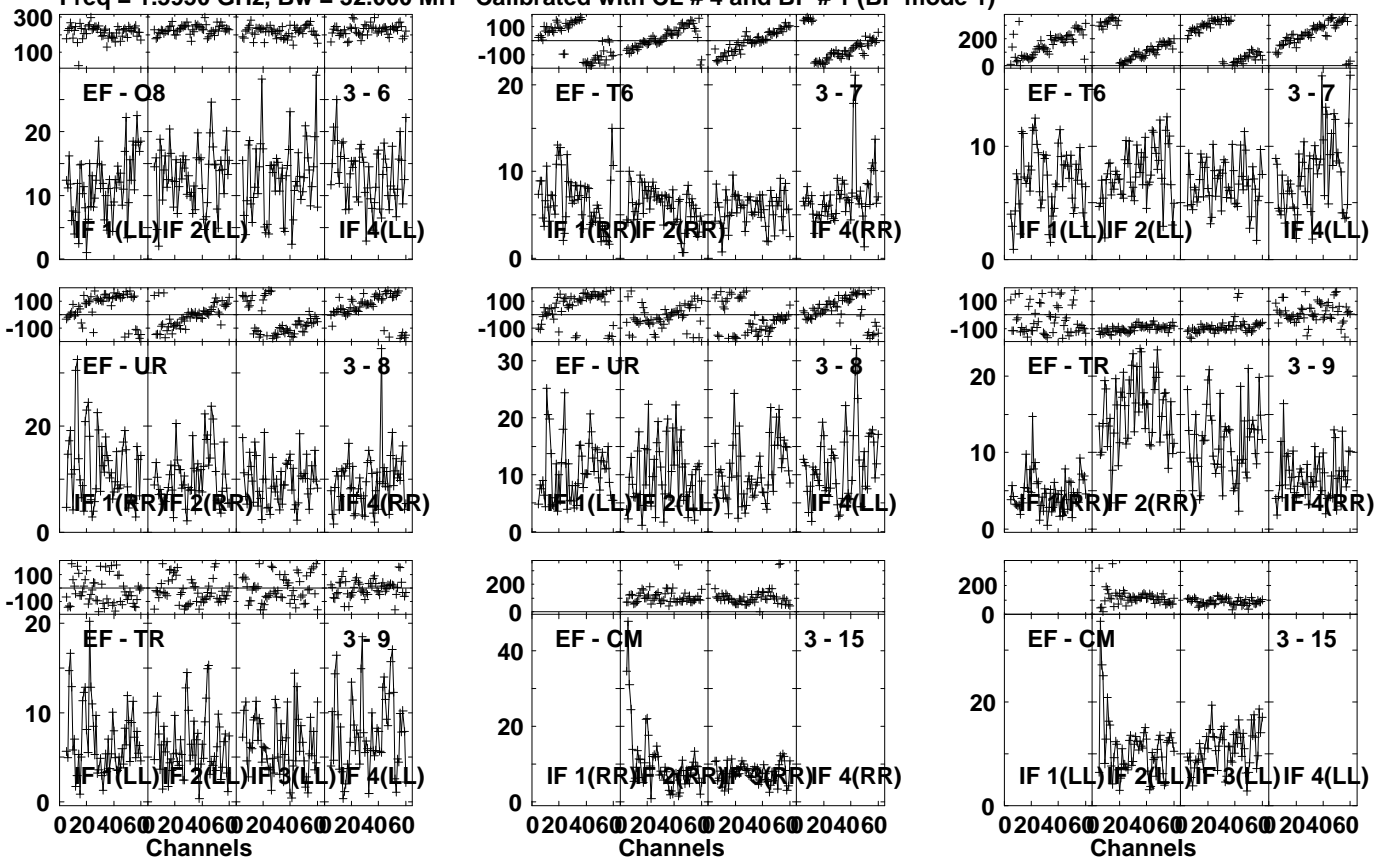 Freq = 1.5950 GHz, Bw = 32.000 MH Calibrated with CL # 4 and BP # 1 (BP mode 1)
300
100
EF - O8 3 - 6
20
10
0
IF 1(LL) IF 2(LL) IF 4(LL)
100
-100
20
EF - T6 3 - 7
10
0
IF 1(RR) IF 2(RR) IF 4(RR)
200
0
EF - T6 3 - 7
10
0
IF 1(LL) IF 2(LL) IF 4(LL)
100
-100
EF - UR 3 - 8
20
0
IF 1(RR) IF 2(RR) IF 4(RR)
100
-100
30
EF - UR 3 - 8
20
10
0
IF 1(LL) IF 2(LL) IF 4(LL)
100
-100
EF - TR 3 - 9
20
10
0
IF 1(RR) IF 2(RR) IF 4(RR)
100
-100
20
EF - TR 3 - 9
10
0
IF 1(LL) IF 2(LL) IF 3(LL) IF 4(LL)
0 20 40 60 0 20 40 60 0 20 40 60 0 20 40 60
Channels
200
0
EF - CM 3 - 15
40
20
0
IF 1(RR) IF 2(RR) IF 3(RR) IF 4(RR)
0 20 40 60 0 20 40 60 0 20 40 60 0 20 40 60
Channels
200
0
EF - CM 3 - 15
20
0
IF 1(LL) IF 2(LL) IF 3(LL) IF 4(LL)
0 20 40 60 0 20 40 60 0 20 40 60 0 20 40 60
Channels